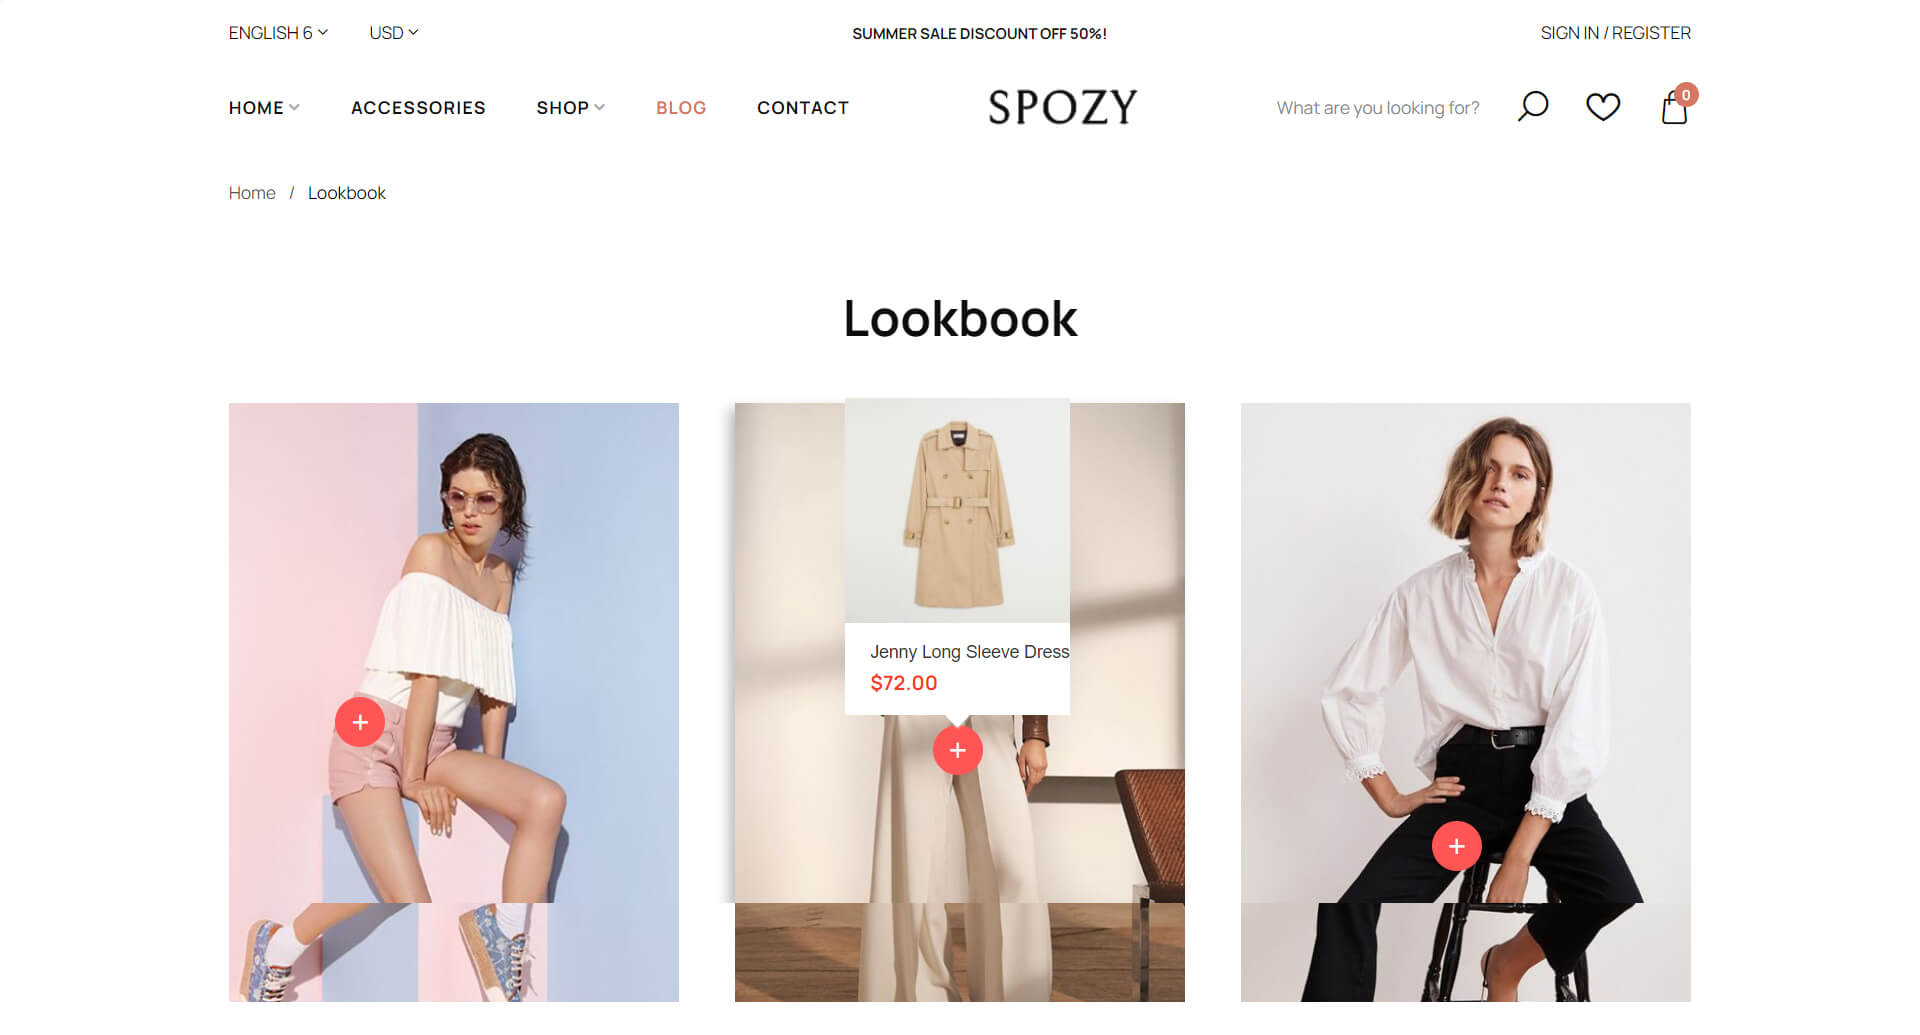 ENGLISH 6
USD
SUMMER SALE DISCOUNT OFF 50%!
SIGN IN / REGISTER
HOME
ACCESSORIES
SHOP
BLOG
CONTACT
SPOZY
What are you looking for?
0
Home / Lookbook
Lookbook
Jenny Long Sleeve Dress
$72.00